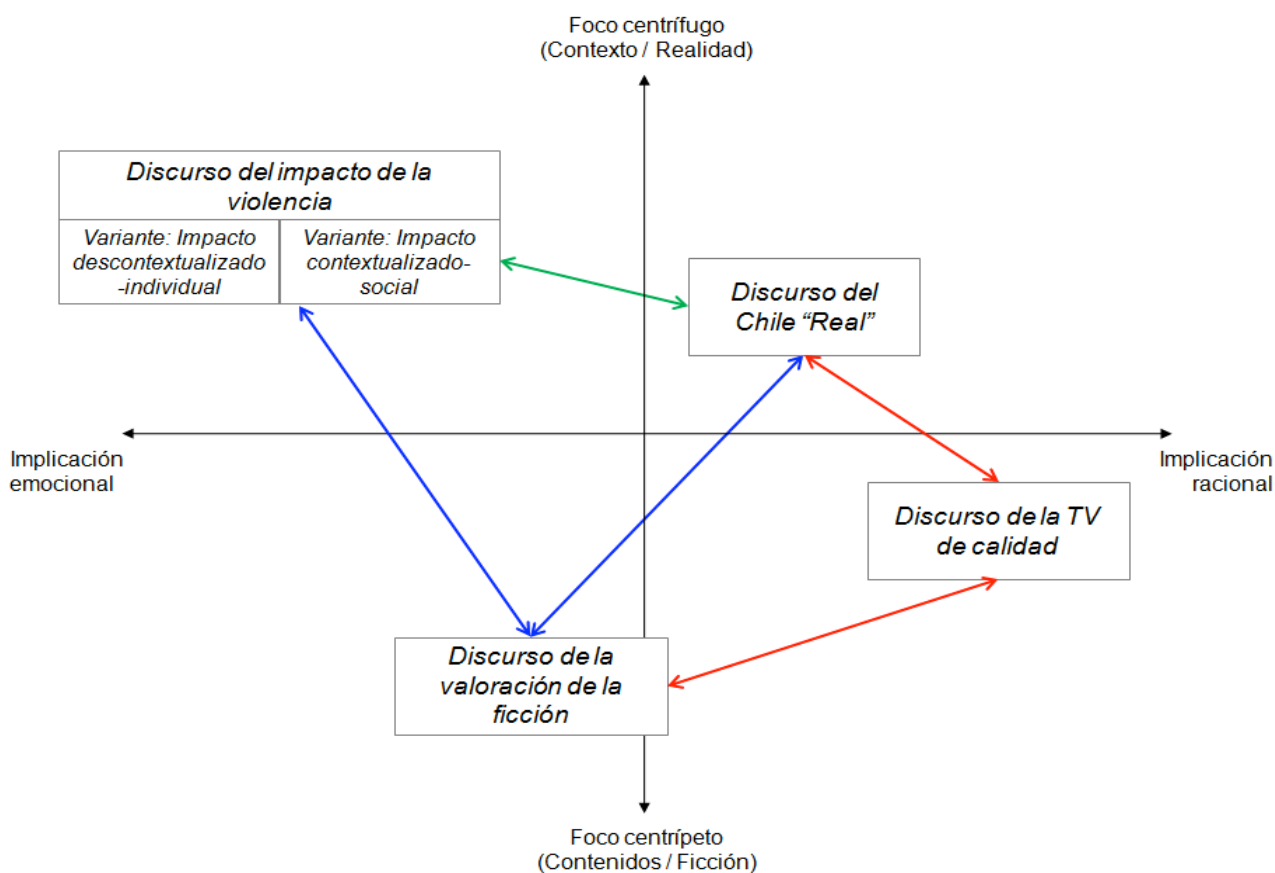 Foco centrífugo
(Contexto / Realidad)
Discurso del impacto de la
violencia
Variante: Impacto
descontextualizado
-individual
Variante: Impacto
contextualizado-
social
Discurso del
Chile “Real”
Implicación
emocional
Implicación
racional
Discurso de la TV
de calidad
Discurso de la
valoración de la
ficción
Foco centrípeto
(Contenidos / Ficción)